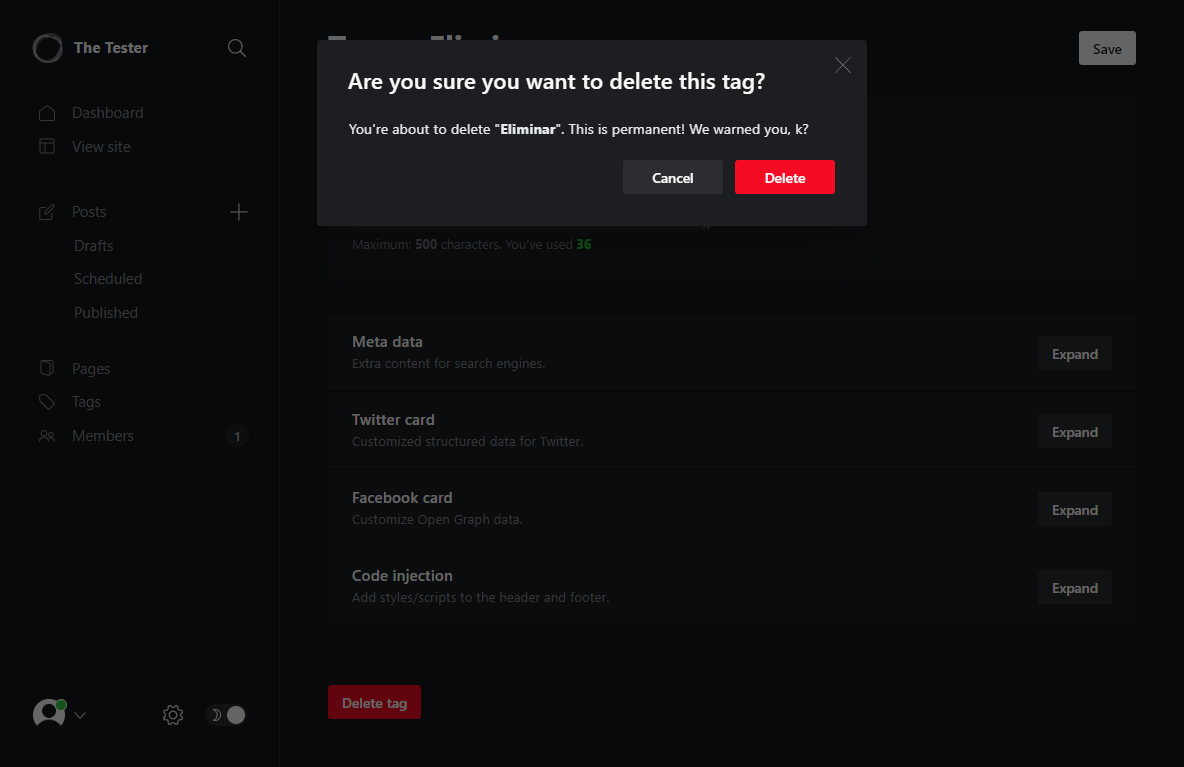 The Tester
Save
Dashboard
View site
Posts
Drafts
Scheduled
Published
Pages
Tags
Members 1
Are you sure you want to delete this tag?
You're about to delete "Eliminar". This is permanent! We warned you, k?
Cancel Delete
Maximum: 500 characters. You've used 36
Meta data
Extra content for search engines.
Expand
Twitter card
Customized structured data for Twitter.
Expand
Facebook card
Customize Open Graph data.
Expand
Code injection
Add styles/scripts to the header and footer.
Expand
Delete tag